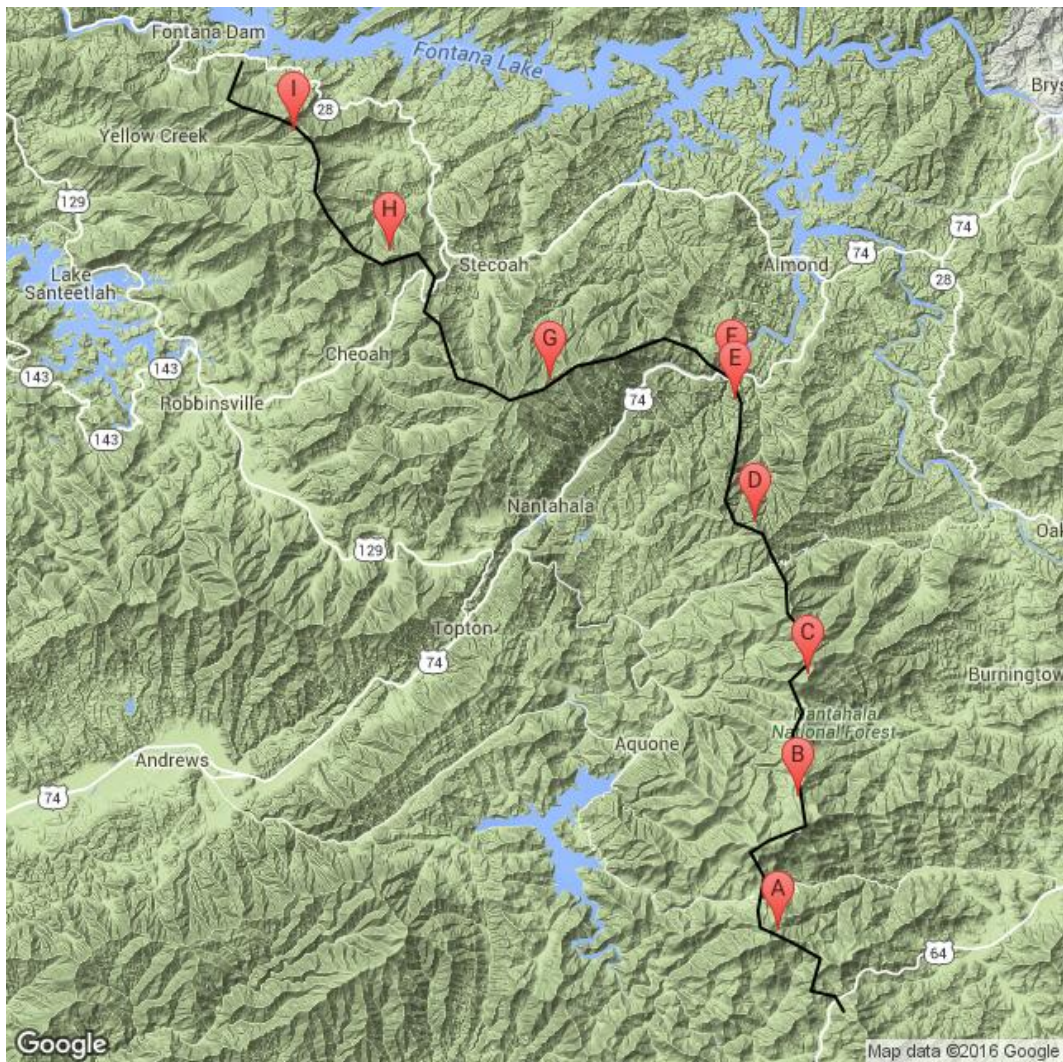 Fontana Dam
Fontana Lake
Brys
I
28
Yellow Creek
129
H
74
Stecoah
Almond
Lake
Santeetlah
28
G
F
E
Cheoah
143
143
74
Robbinsville
143
D
Nantahala
Oak
129
C
Topton
74
Burningtow
Nantahala
National Forest
Aquone
B
Andrews
74
A
64
Google
Map data ©2016 Google